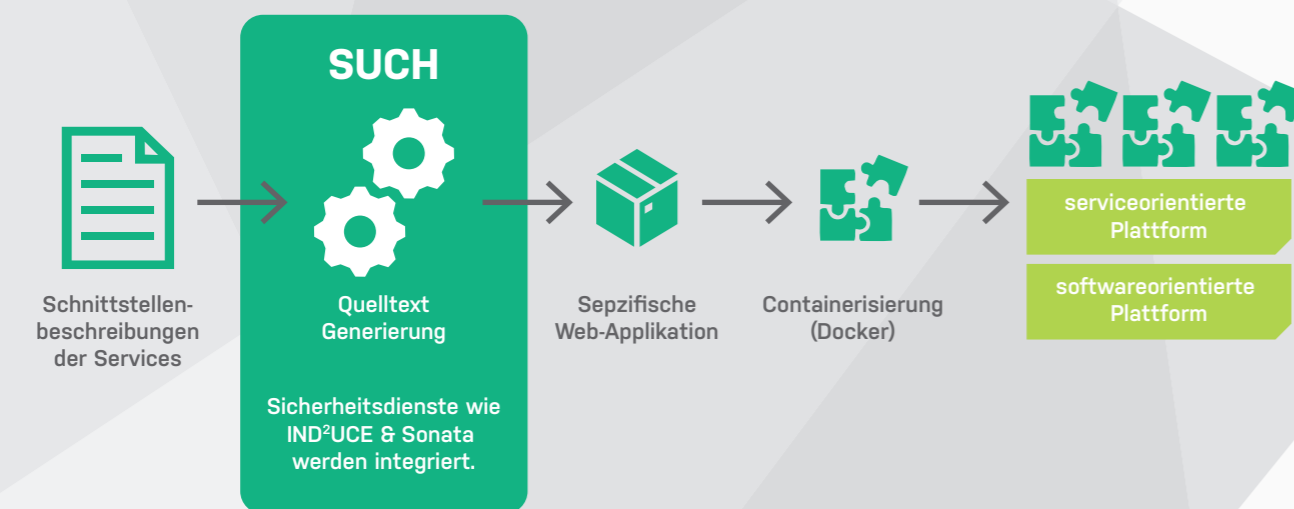 SUCH
Schnittstellen-
beschreibungen
der Services
Quelltext
Generierung
Sicherheitsdienste wie
IND²UCE & Sonata
werden integriert.
Sepzifische
Web-Applikation
Containerisierung
(Docker)
serviceorientierte
Plattform
softwareorientierte
Plattform